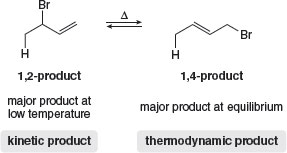 Br
Δ
Br
H
H
1,2-product
1,4-product
major product at
low temperature
major product at equilibrium
kinetic product
thermodynamic product